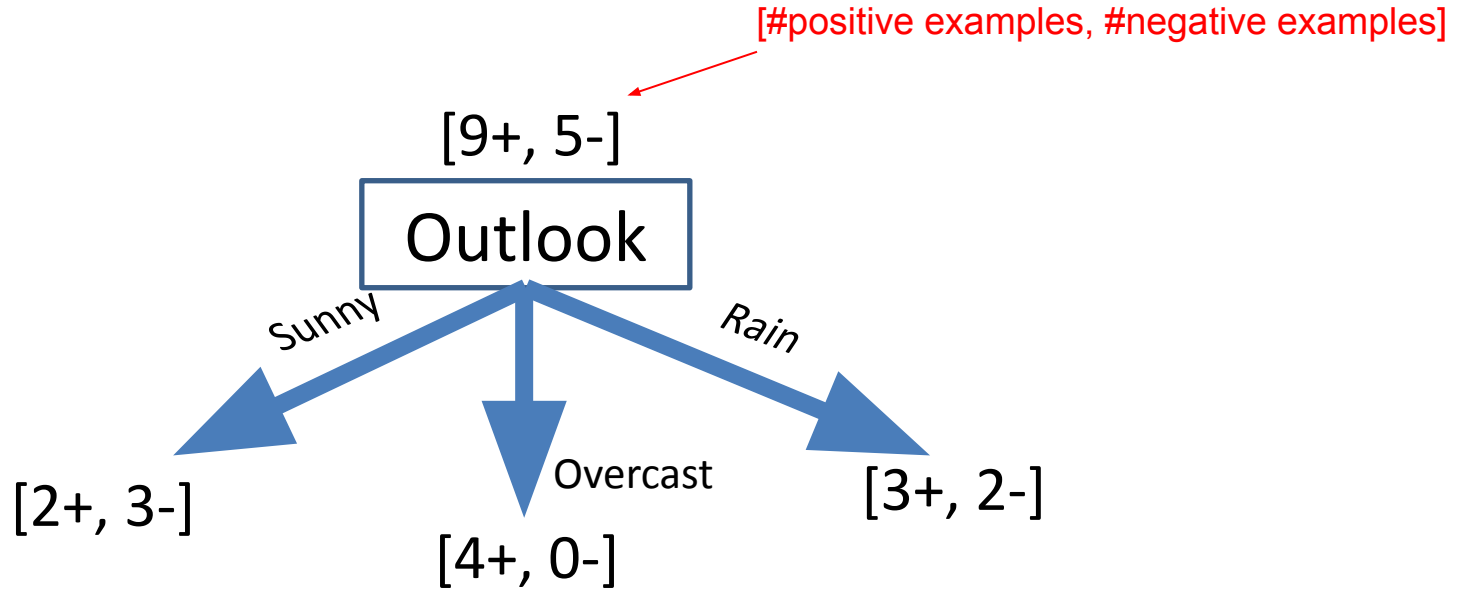 [#positive examples, #negative examples]
[9+, 5-]
Outlook
Sunny
Rain
Overcast
[2+, 3-]
[3+, 2-]
[4+, 0-]